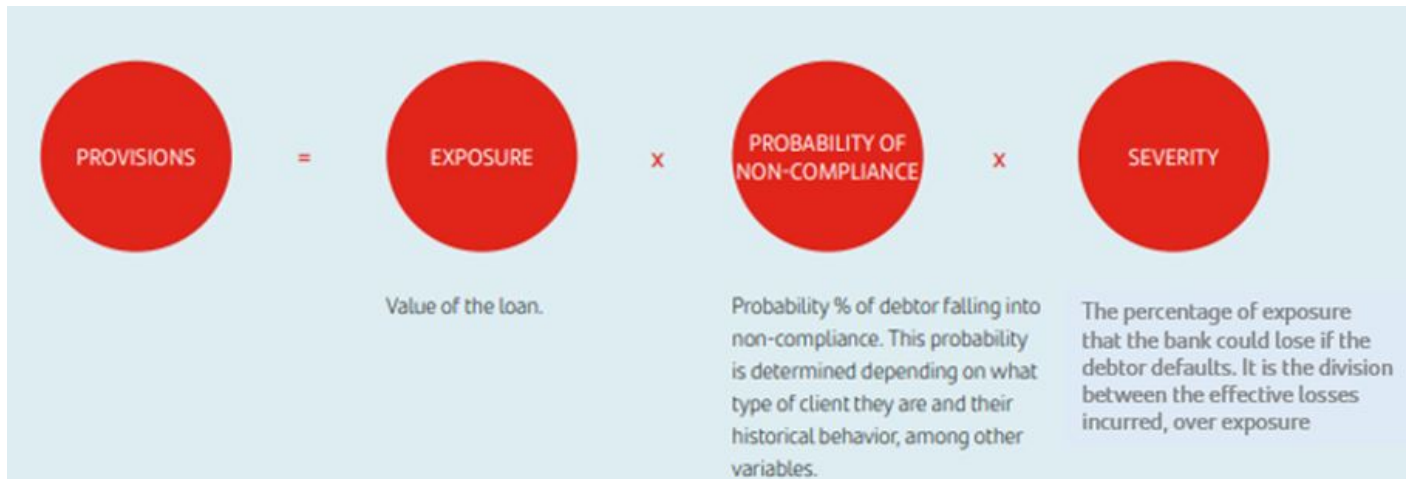 PROVISIONS
=
EXPOSURE
x
PROBABILITY OF
NON-COMPLIANCE
x
SEVERITY
Value of the loan.
Probability % of debtor falling into
non-compliance. This probability
is determined depending on what
type of client they are and their
historical behavior, among other
variables.
The percentage of exposure
that the bank could lose if the
debtor defaults. It is the division
between the effective losses
incurred, over exposure